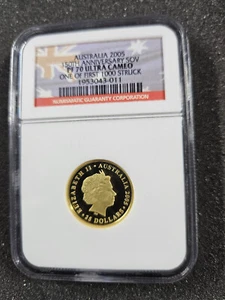 AUSTRALIA 2005
150TH ANNIVERSARY SOV
PF 70 ULTRA CAMEO
ONE OF FIRST 1000 STRUCK
1953043-011
NUMISMATIC GUARANTY CORPORATION
ELIZABETH II · AUSTRALIA 2005
25 DOLLARS